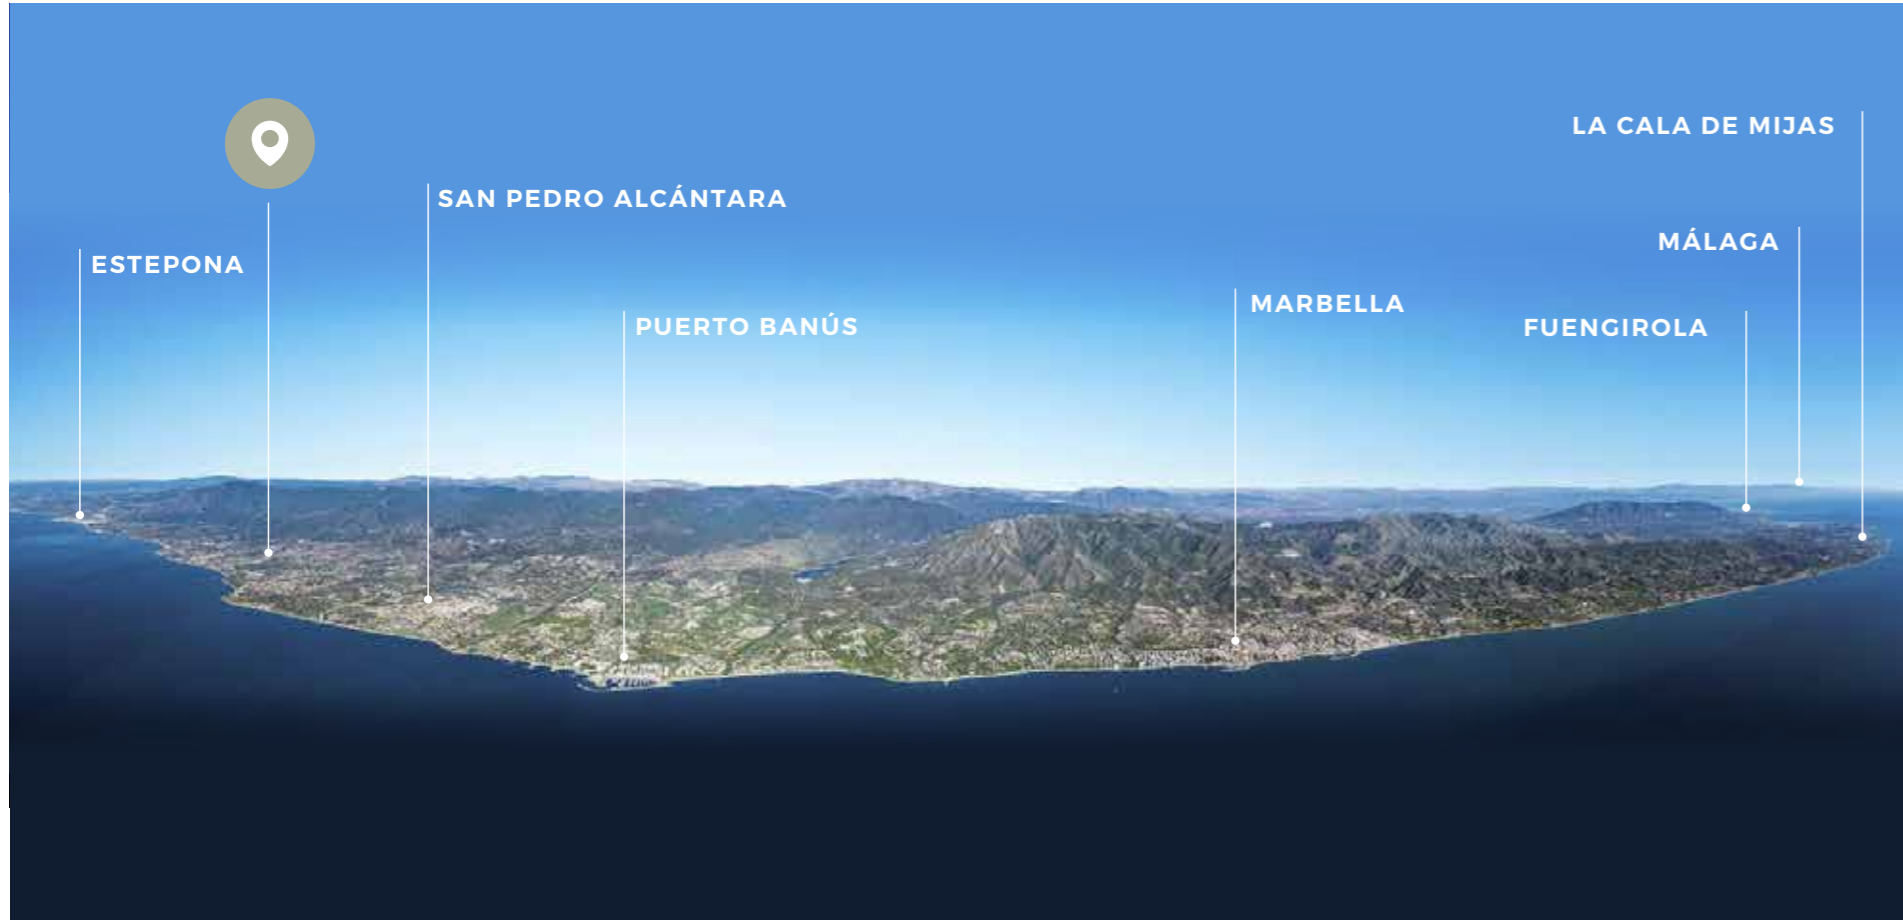 LA CALA DE MIJAS
SAN PEDRO ALCÁNTARA
MÁLAGA
ESTEPONA
MARBELLA
PUERTO BANÚS
FUENGIROLA